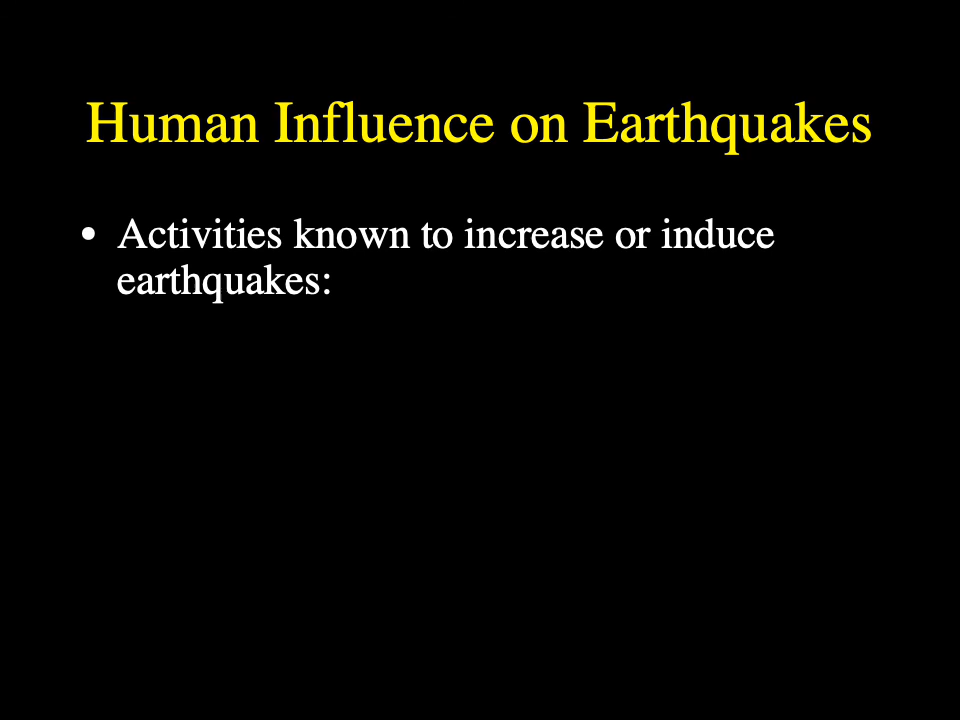 Human Influence on Earthquakes
• Activities known to increase or induce
earthquakes: